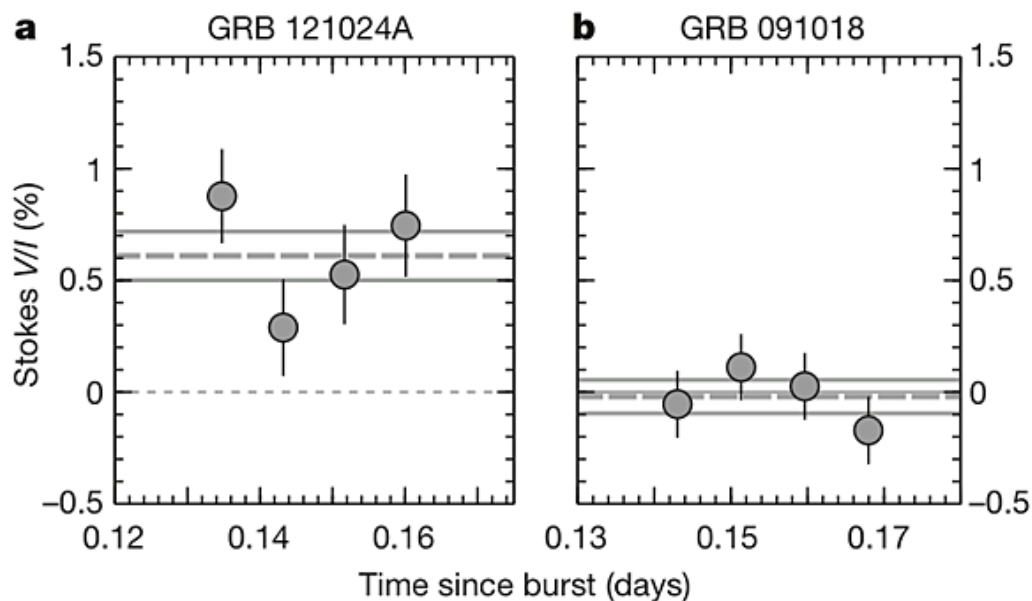 a GRB 121024A
b GRB 091018
Stokes V/I (%)
1.5
1
0.5
0
−0.5
0.12 0.14 0.16
1.5
1
0.5
0
−0.5
0.13 0.15 0.17
Time since burst (days)